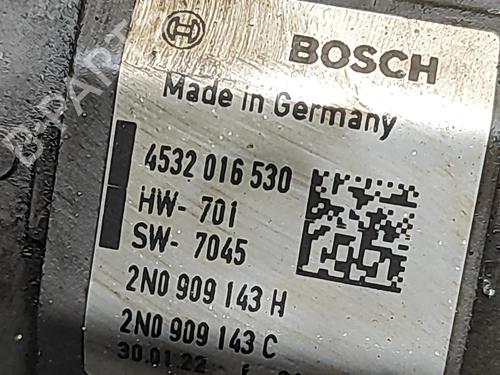 BOSCH
Made in Germany
4532 016 530
HW- 701
SW- 7045
2N0 909 143 H
2N0 909 143 C
30.01.22
B-PARTS